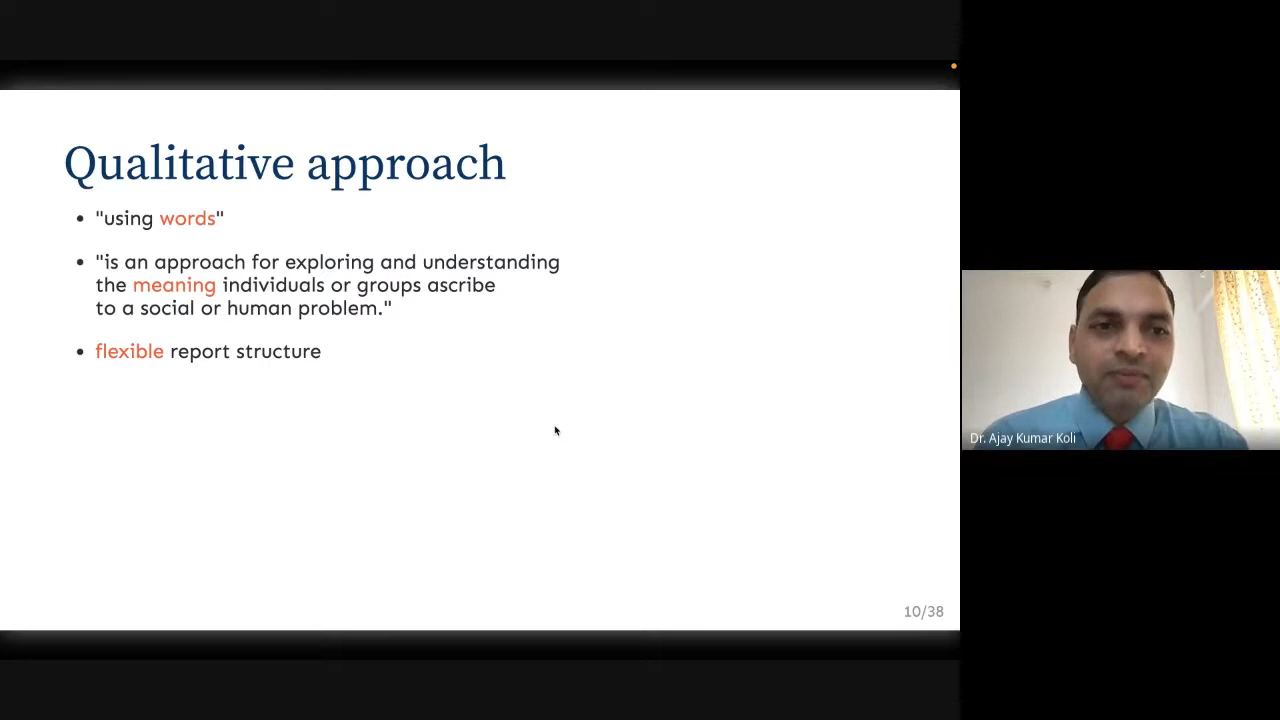 Qualitative approach
• "using words"
• "is an approach for exploring and understanding
the meaning individuals or groups ascribe
to a social or human problem."
• flexible report structure
10/38
Dr. Ajay Kumar Koli